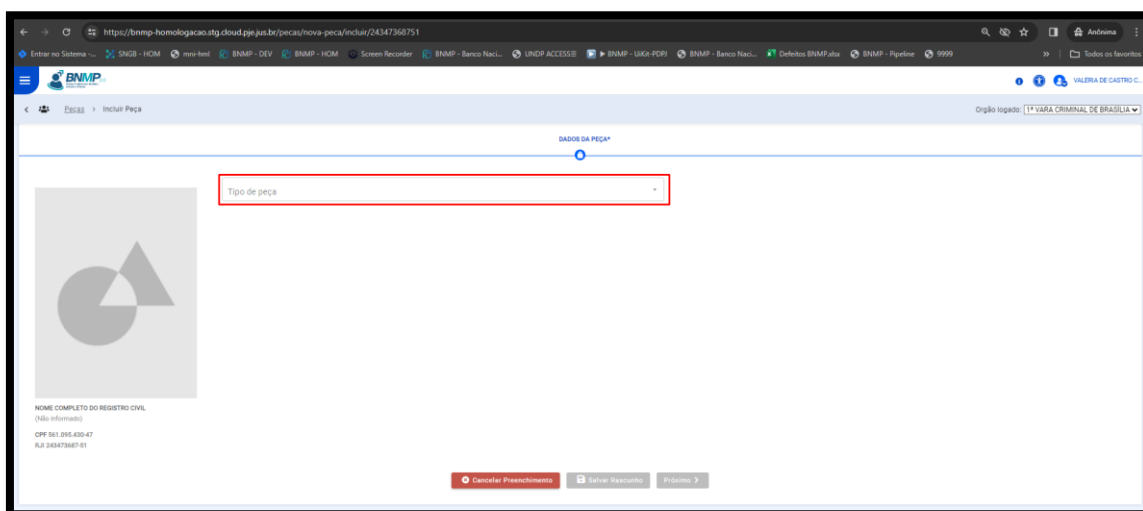 https://bnmp-homologacao.stg.cloud.pje.jus.br/pecas/nova-peca/incluir/24347368751
Anônima
Entrar no Sistema -... SNGB - HOM mni-hml BNMP - DEV BNMP - HOM Screen Recorder BNMP - Banco Naci... UNDP ACCESS BNMP - UiKit-PDPJ BNMP - Banco Naci... Defeitos BNMP.xlsx BNMP - Pipeline 9999 » Todos os favoritos
BNMP
VALERIA DE CASTRO C...
Peças > Incluir Peça
Orgão logado: 1ª VARA CRIMINAL DE BRASÍLIA
DADOS DA PEÇA*
Tipo de peça
NOME COMPLETO DO REGISTRO CIVIL
(Não informado)
CPF 561.095.430-47
RJI 243473687-51
Cancelar Preenchimento Salvar Rascunho Próximo >